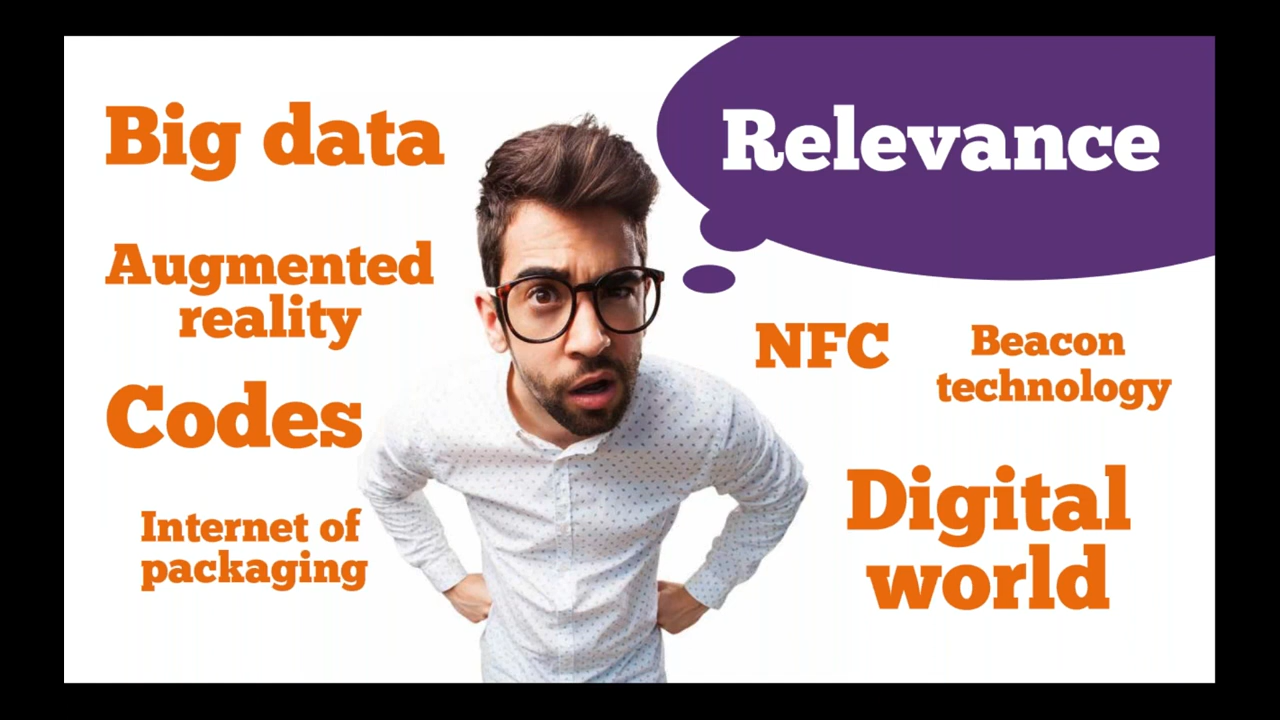 Big data
Augmented
reality
Codes
Internet of
packaging
Relevance
NFC
Beacon
technology
Digital
world